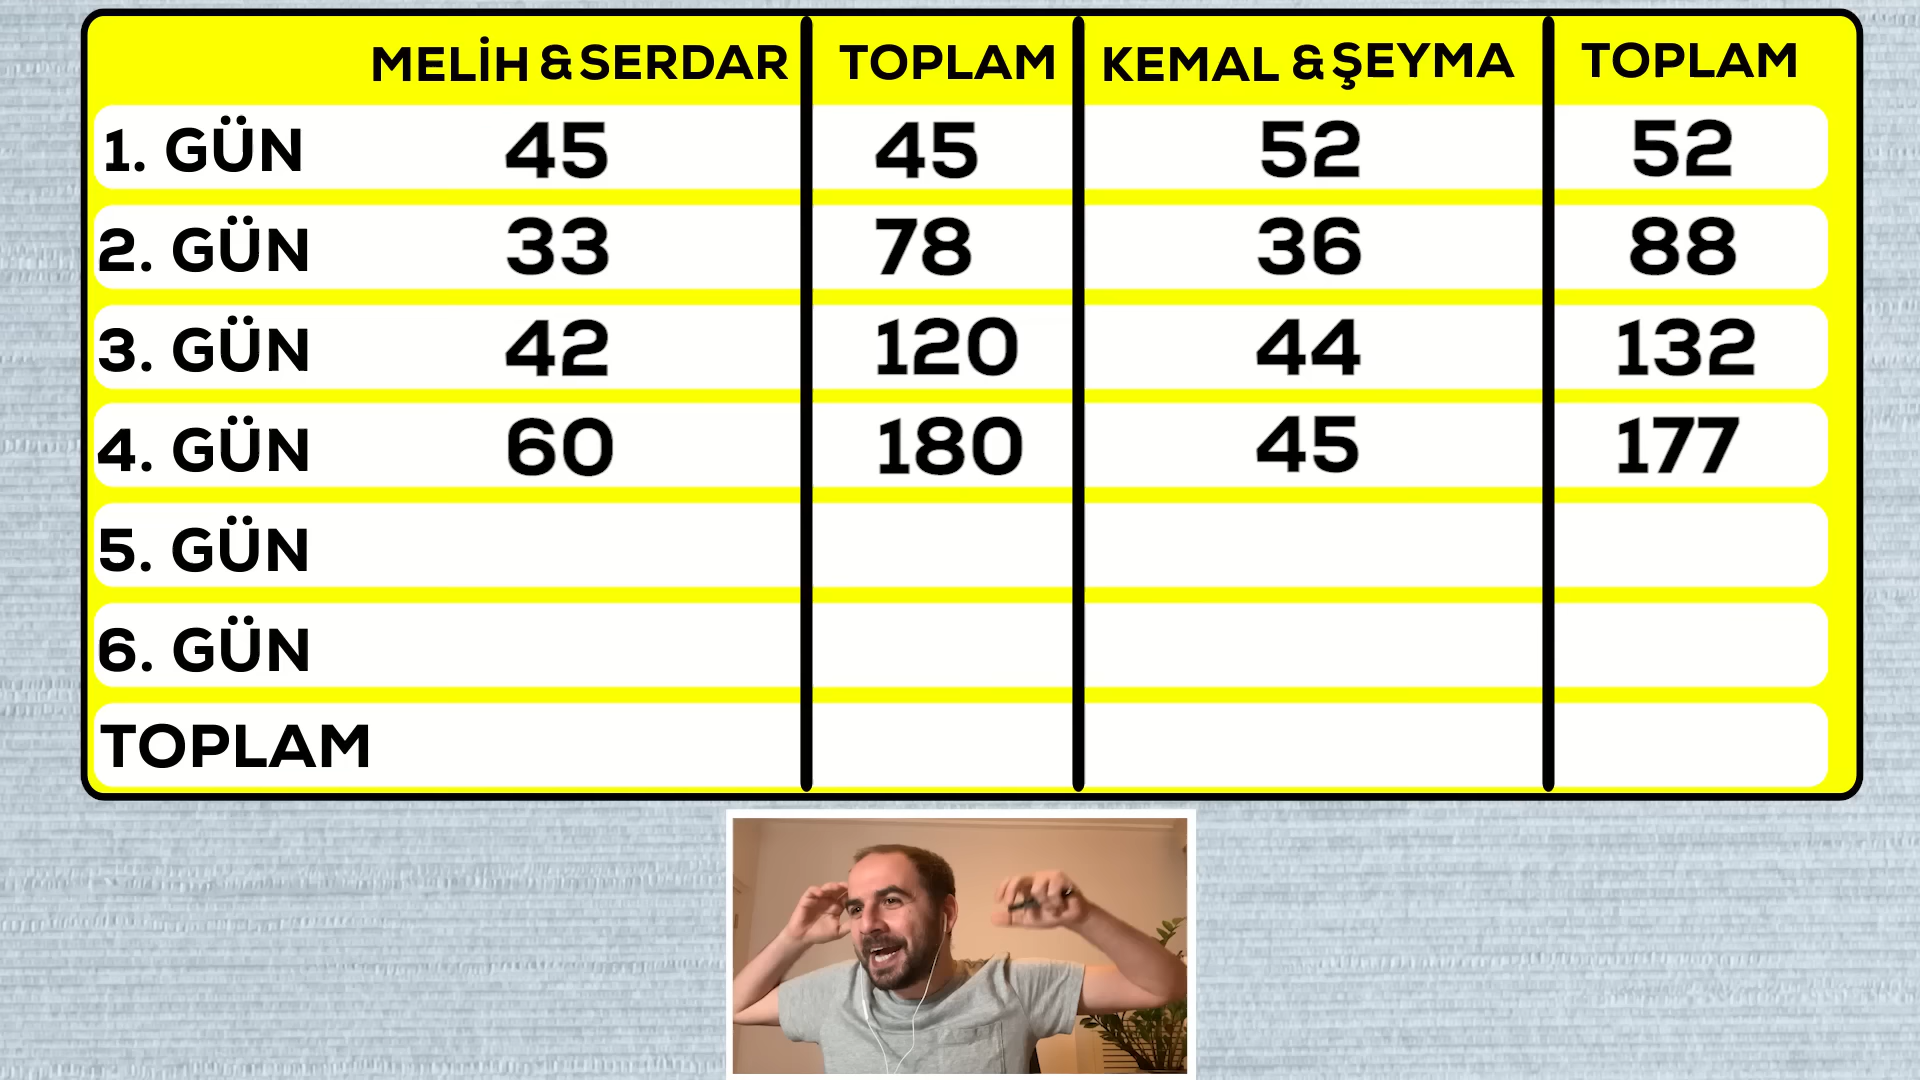 MELİH & SERDAR TOPLAM KEMAL & ŞEYMA TOPLAM
1. GÜN 45 45 52 52
2. GÜN 33 78 36 88
3. GÜN 42 120 44 132
4. GÜN 60 180 45 177
5. GÜN
6. GÜN
TOPLAM